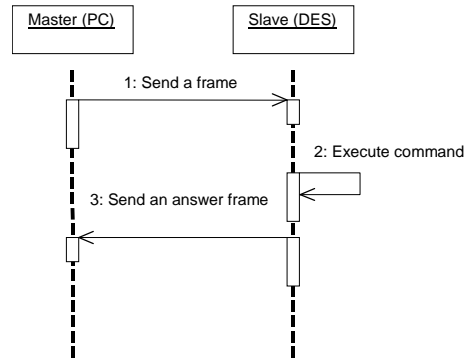 Master (PC)
Slave (DES)
1: Send a frame
2: Execute command
3: Send an answer frame